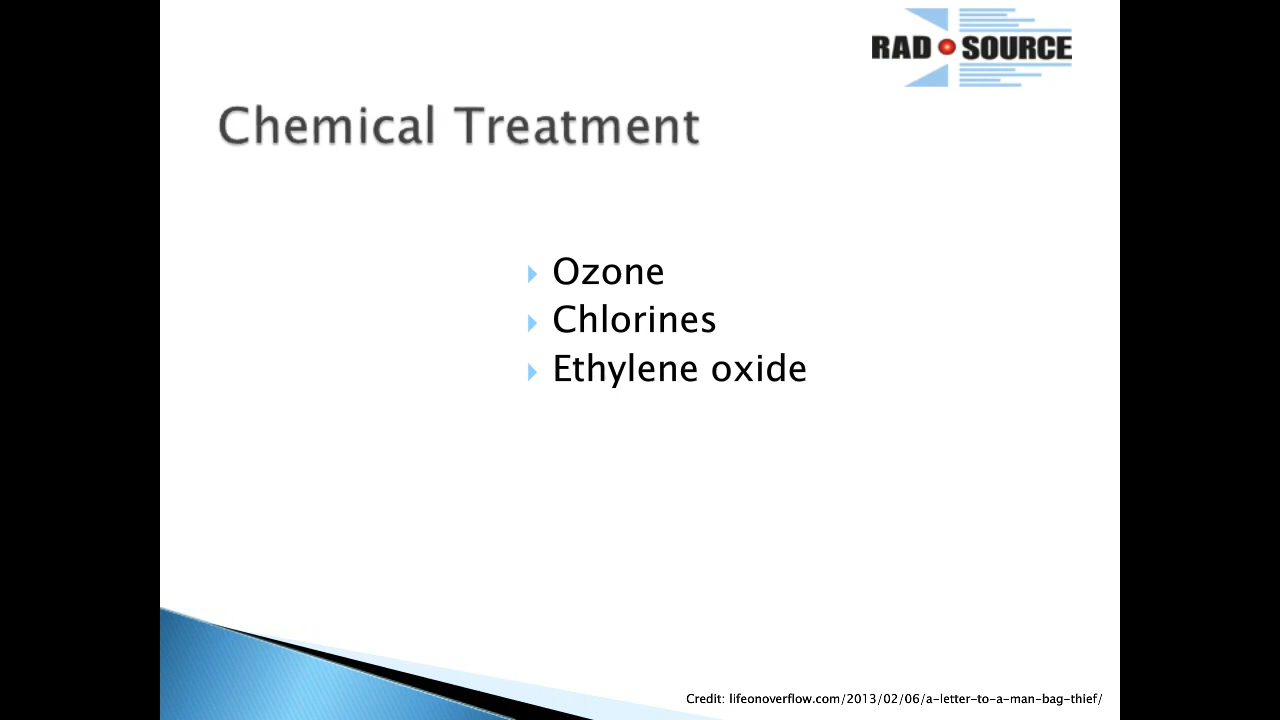 RAD SOURCE
Chemical Treatment
Ozone
Chlorines
Ethylene oxide
Credit: lifeonoverflow.com/2013/02/06/a-letter-to-a-man-bag-thief/